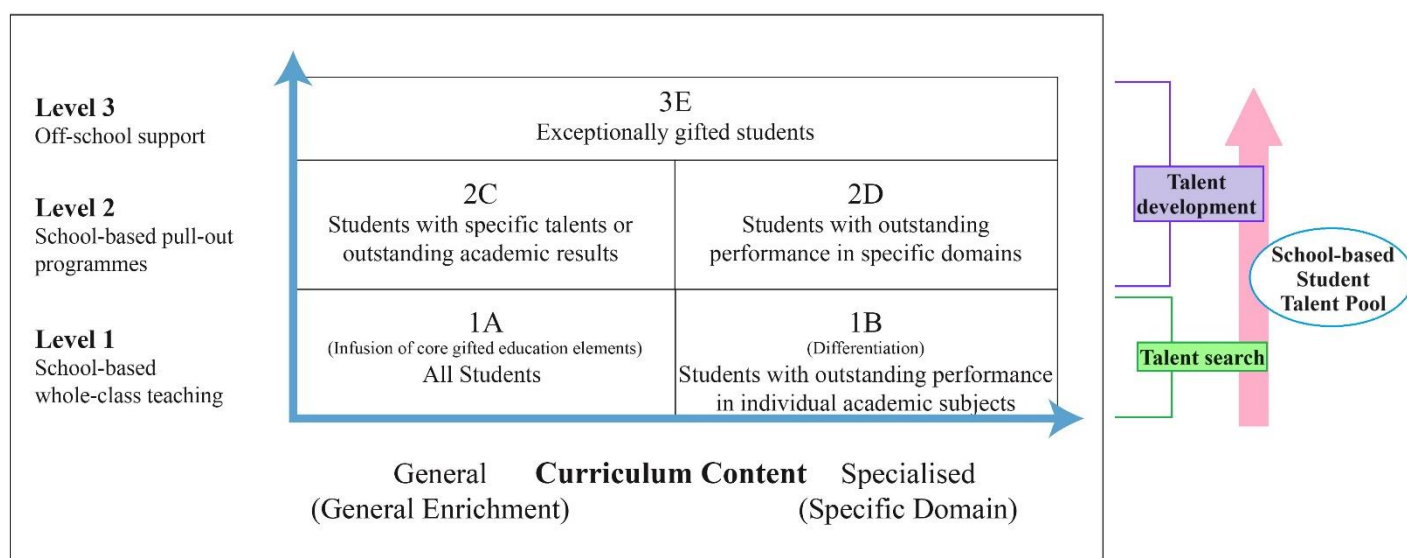 Level 3
Off-school support
3E
Exceptionally gifted students
Level 2
School-based pull-out
programmes
2C
Students with specific talents or
outstanding academic results
2D
Students with outstanding
performance in specific domains
Level 1
School-based
whole-class teaching
1A
(Infusion of core gifted education elements)
All Students
1B
(Differentiation)
Students with outstanding performance
in individual academic subjects
General Curriculum Content Specialised
(General Enrichment) (Specific Domain)
Talent
development
School-based
Student
Talent Pool
Talent search